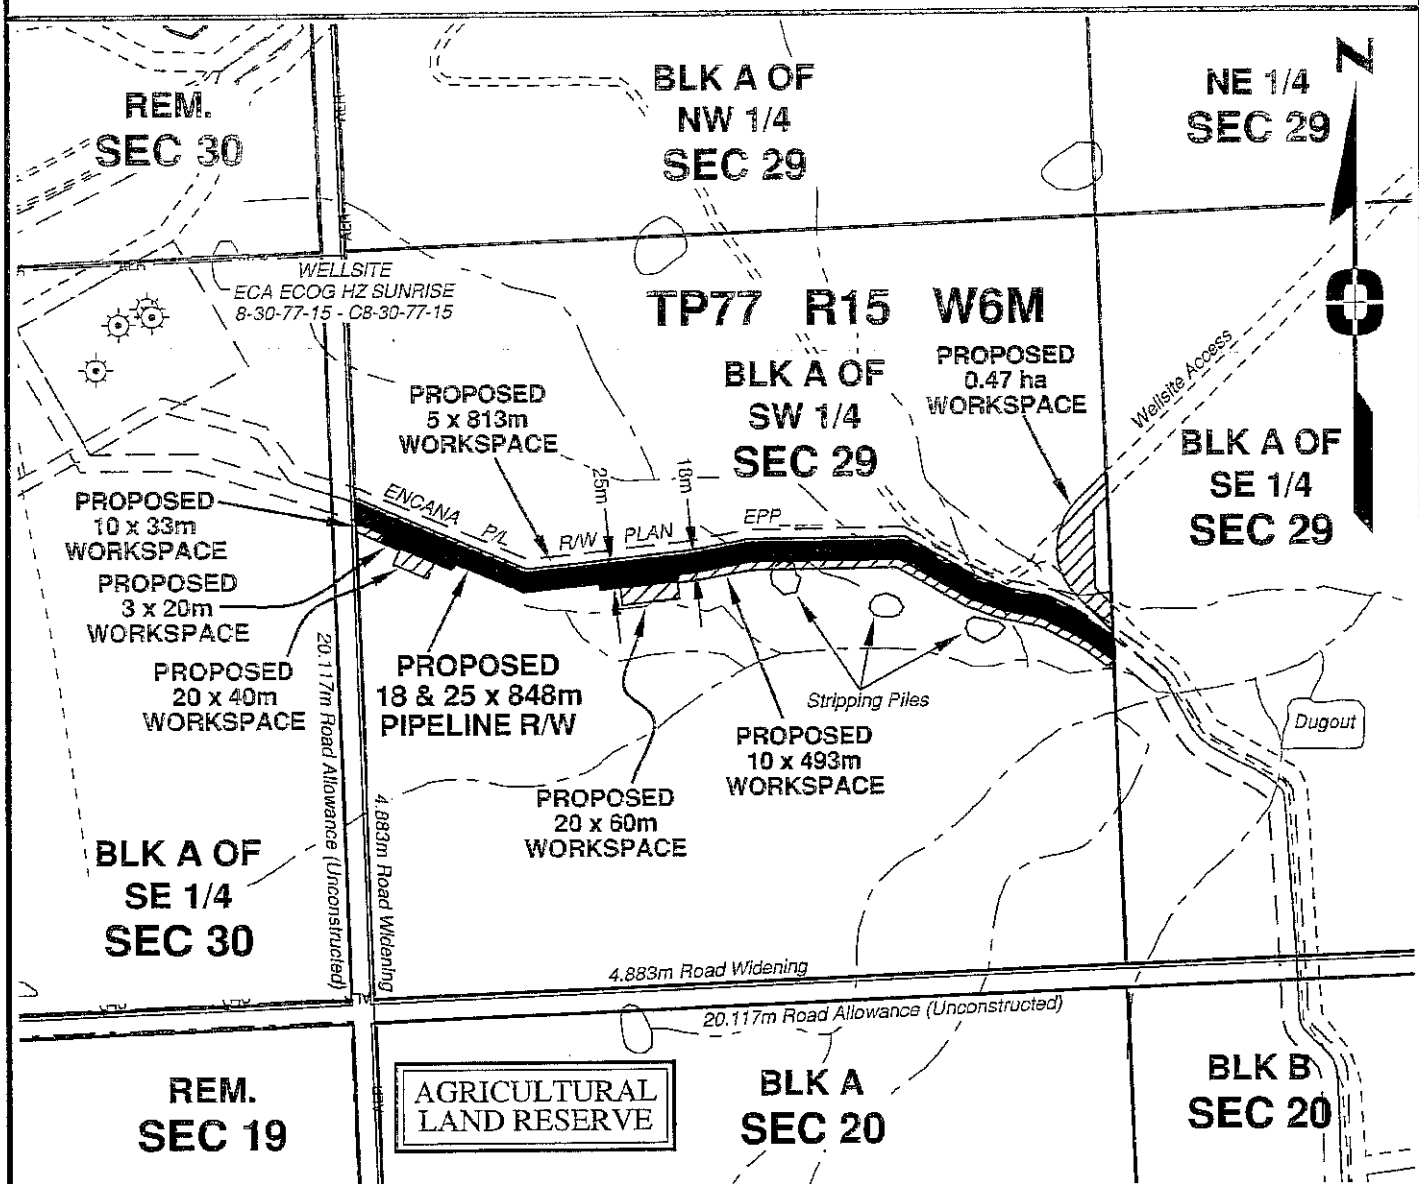 REM.
SEC 30
BLK A OF
NW 1/4
SEC 29
NE 1/4
SEC 29
N
WELLSITE
ECA ECOG HZ SUNRISE
8-30-77-15 - C8-30-77-15
TP77 R15 W6M
PROPOSED
5 x 813m
WORKSPACE
BLK A OF
SW 1/4
SEC 29
PROPOSED
0.47 ha
WORKSPACE
Wellsite Access
BLK A OF
SE 1/4
SEC 29
25m
18m
ENCANA P/L R/W PLAN EPP
PROPOSED
10 x 33m
WORKSPACE
PROPOSED
3 x 20m
WORKSPACE
PROPOSED
20 x 40m
WORKSPACE
PROPOSED
18 & 25 x 848m
PIPELINE R/W
Stripping Piles
PROPOSED
10 x 493m
WORKSPACE
PROPOSED
20 x 60m
WORKSPACE
Dugout
20.117m Road Allowance (Unconstructed)
4.883m Road Widening
BLK A OF
SE 1/4
SEC 30
4.883m Road Widening
20.117m Road Allowance (Unconstructed)
REM.
SEC 19
AGRICULTURAL
LAND RESERVE
BLK A
SEC 20
BLK B
SEC 20